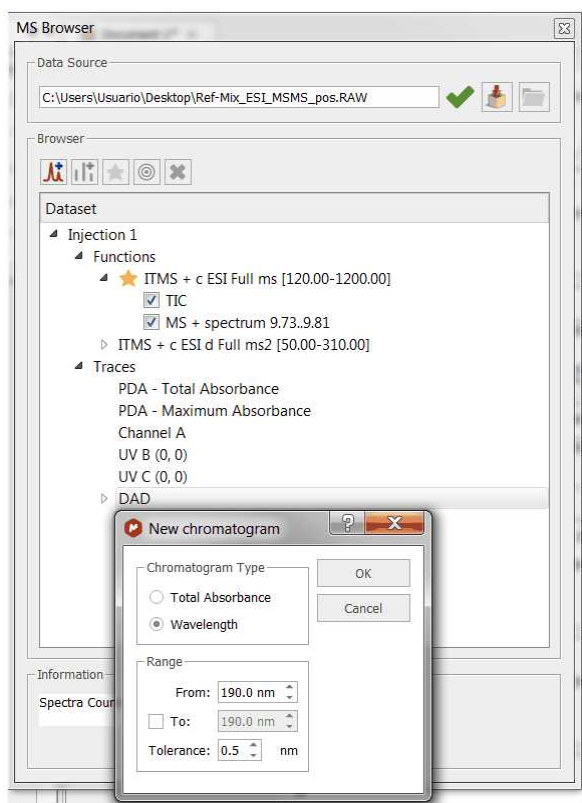 MS Browser
Data Source
C:\Users\Usuario\Desktop\Ref-Mix_ESI_MSMS_pos.RAW
Browser
Dataset
Injection 1
Functions
ITMS + c ESI Full ms [120.00-1200.00]
TIC
MS + spectrum 9.73..9.81
ITMS + c ESI d Full ms2 [50.00-310.00]
Traces
PDA - Total Absorbance
PDA - Maximum Absorbance
Channel A
UV B (0, 0)
UV C (0, 0)
DAD
New chromatogram
Chromatogram Type
OK
Total Absorbance
Cancel
Wavelength
Range
Information
From: 190.0 nm
Spectra Cour
To: 190.0 nm
Tolerance: 0.5 nm